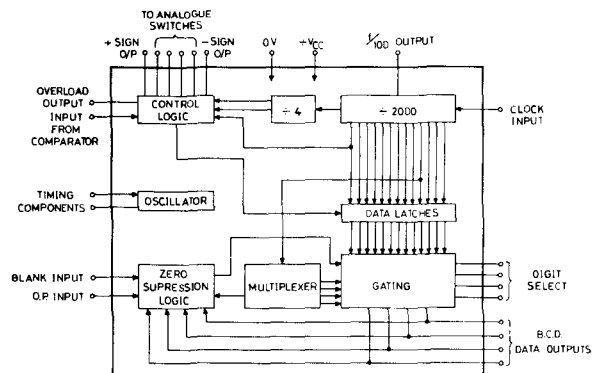 TO ANALOGUE
SWITCHES
+ SIGN
O/P
- SIGN
O/P
0V
+VCC
1/100 OUTPUT
OVERLOAD
OUTPUT
INPUT
FROM
COMPARATOR
CONTROL
LOGIC
÷ 4
÷ 2000
CLOCK
INPUT
TIMING
COMPONENTS
OSCILLATOR
DATA LATCHES
BLANK INPUT
O.P. INPUT
ZERO
SUPRESSION
LOGIC
MULTIPLEXER
GATING
DIGIT
SELECT
B.C.D.
DATA OUTPUTS